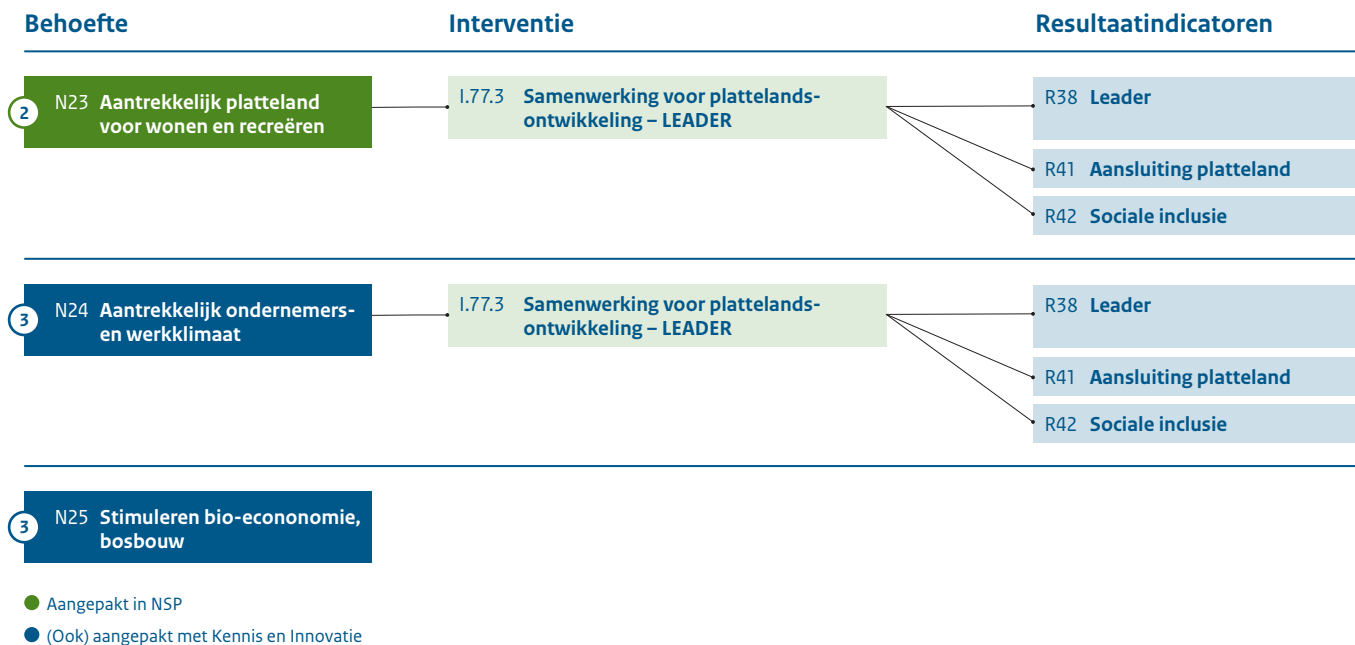 Behoefte
Interventie
Resultaatindicatoren
2
N23 Aantrekkelijk platteland
voor wonen en recreëren
I.77.3 Samenwerking voor plattelands-
ontwikkeling – LEADER
R38 Leader
R41 Aansluiting platteland
R42 Sociale inclusie
3
N24 Aantrekkelijk ondernemers-
en werkklimaat
I.77.3 Samenwerking voor plattelands-
ontwikkeling – LEADER
R38 Leader
R41 Aansluiting platteland
R42 Sociale inclusie
3
N25 Stimuleren bio-econonomie,
bosbouw
Aangepakt in NSP
(Ook) aangepakt met Kennis en Innovatie